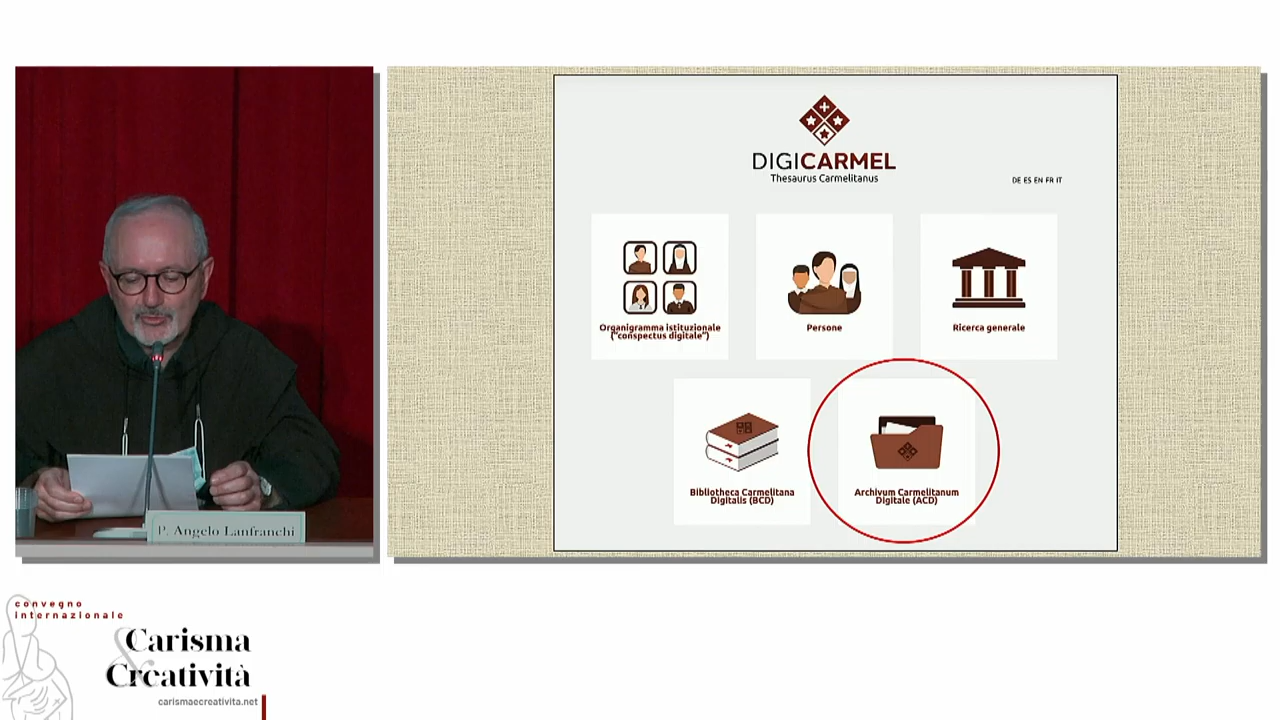 DIGICARMEL
Thesaurus Carmelitanus
DE ES EN FR IT
Organigramma istituzionale
("conspectus digitale")
Persone
Ricerca generale
Bibliotheca Carmelitana
Digitalis (BCD)
Archivum Carmelitanum
Digitale (ACD)
P. Angelo Lanfranchi
convegno
internazionale
Carisma
&
Creatività
carismaecreativita.net